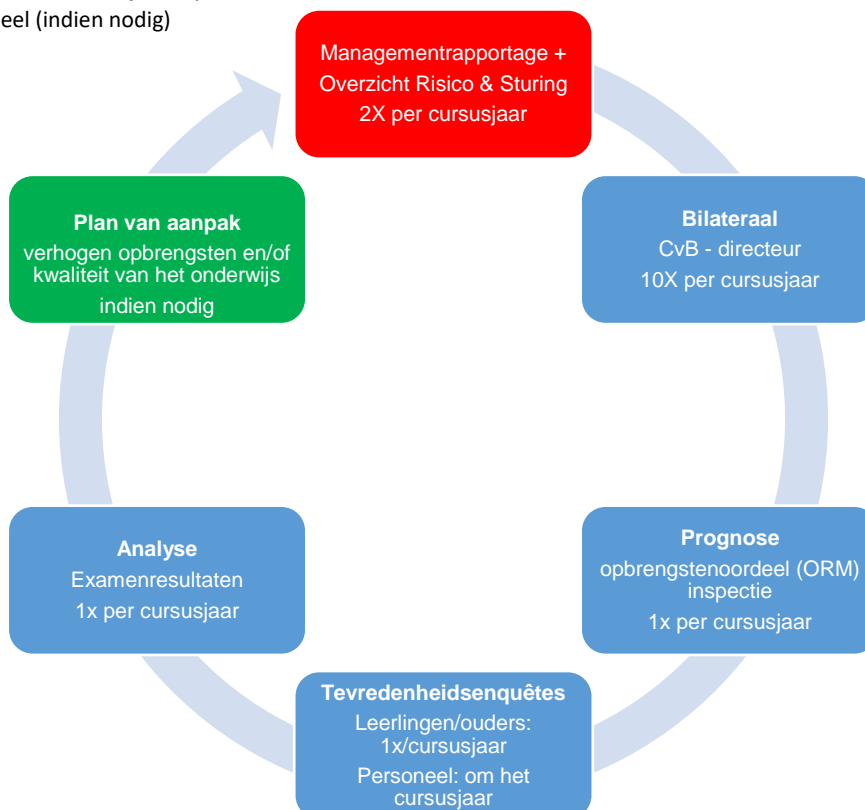 eel (indien nodig)
Managementrapportage +
Overzicht Risico & Sturing
2X per cursusjaar
Bilateraal
CvB - directeur
10X per cursusjaar
Prognose
opbrengstenoordeel (ORM)
inspectie
1x per cursusjaar
Tevredenheidsenquêtes
Leerlingen/ouders:
1x/cursusjaar
Personeel: om het
cursusjaar
Analyse
Examenresultaten
1x per cursusjaar
Plan van aanpak
verhogen opbrengsten en/of
kwaliteit van het onderwijs
indien nodig